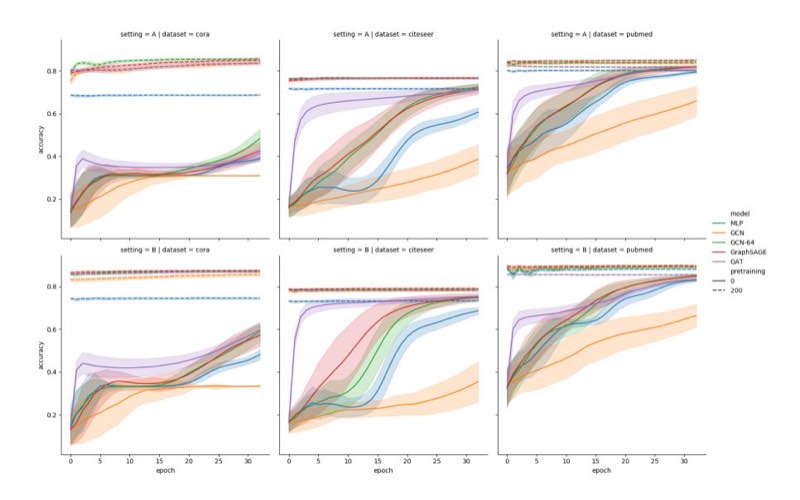 setting = A | dataset = cora
setting = A | dataset = citeseer
setting = A | dataset = pubmed
accuracy
0.8
0.6
0.4
0.2
setting = B | dataset = cora
setting = B | dataset = citeseer
setting = B | dataset = pubmed
accuracy
0.8
0.6
0.4
0.2
0 5 10 15 20 25 30
0 5 10 15 20 25 30
0 5 10 15 20 25 30
epoch
epoch
epoch
model
MLP
GCN
GCN-64
GraphSAGE
GAT
pretraining
0
200